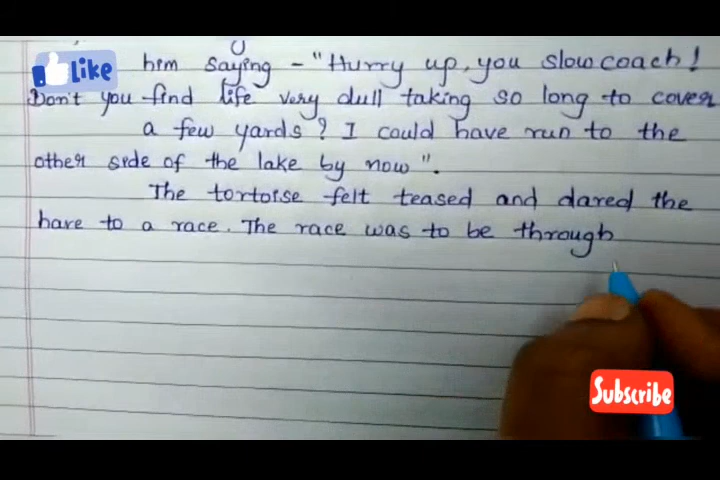 Like
him saying - "Hurry up, you slow coach!
Don't you find life very dull taking so long to cover
a few yards? I could have run to the
other side of the lake by now".
The tortoise felt teased and dared the
hare to a race. The race was to be through
Subscribe